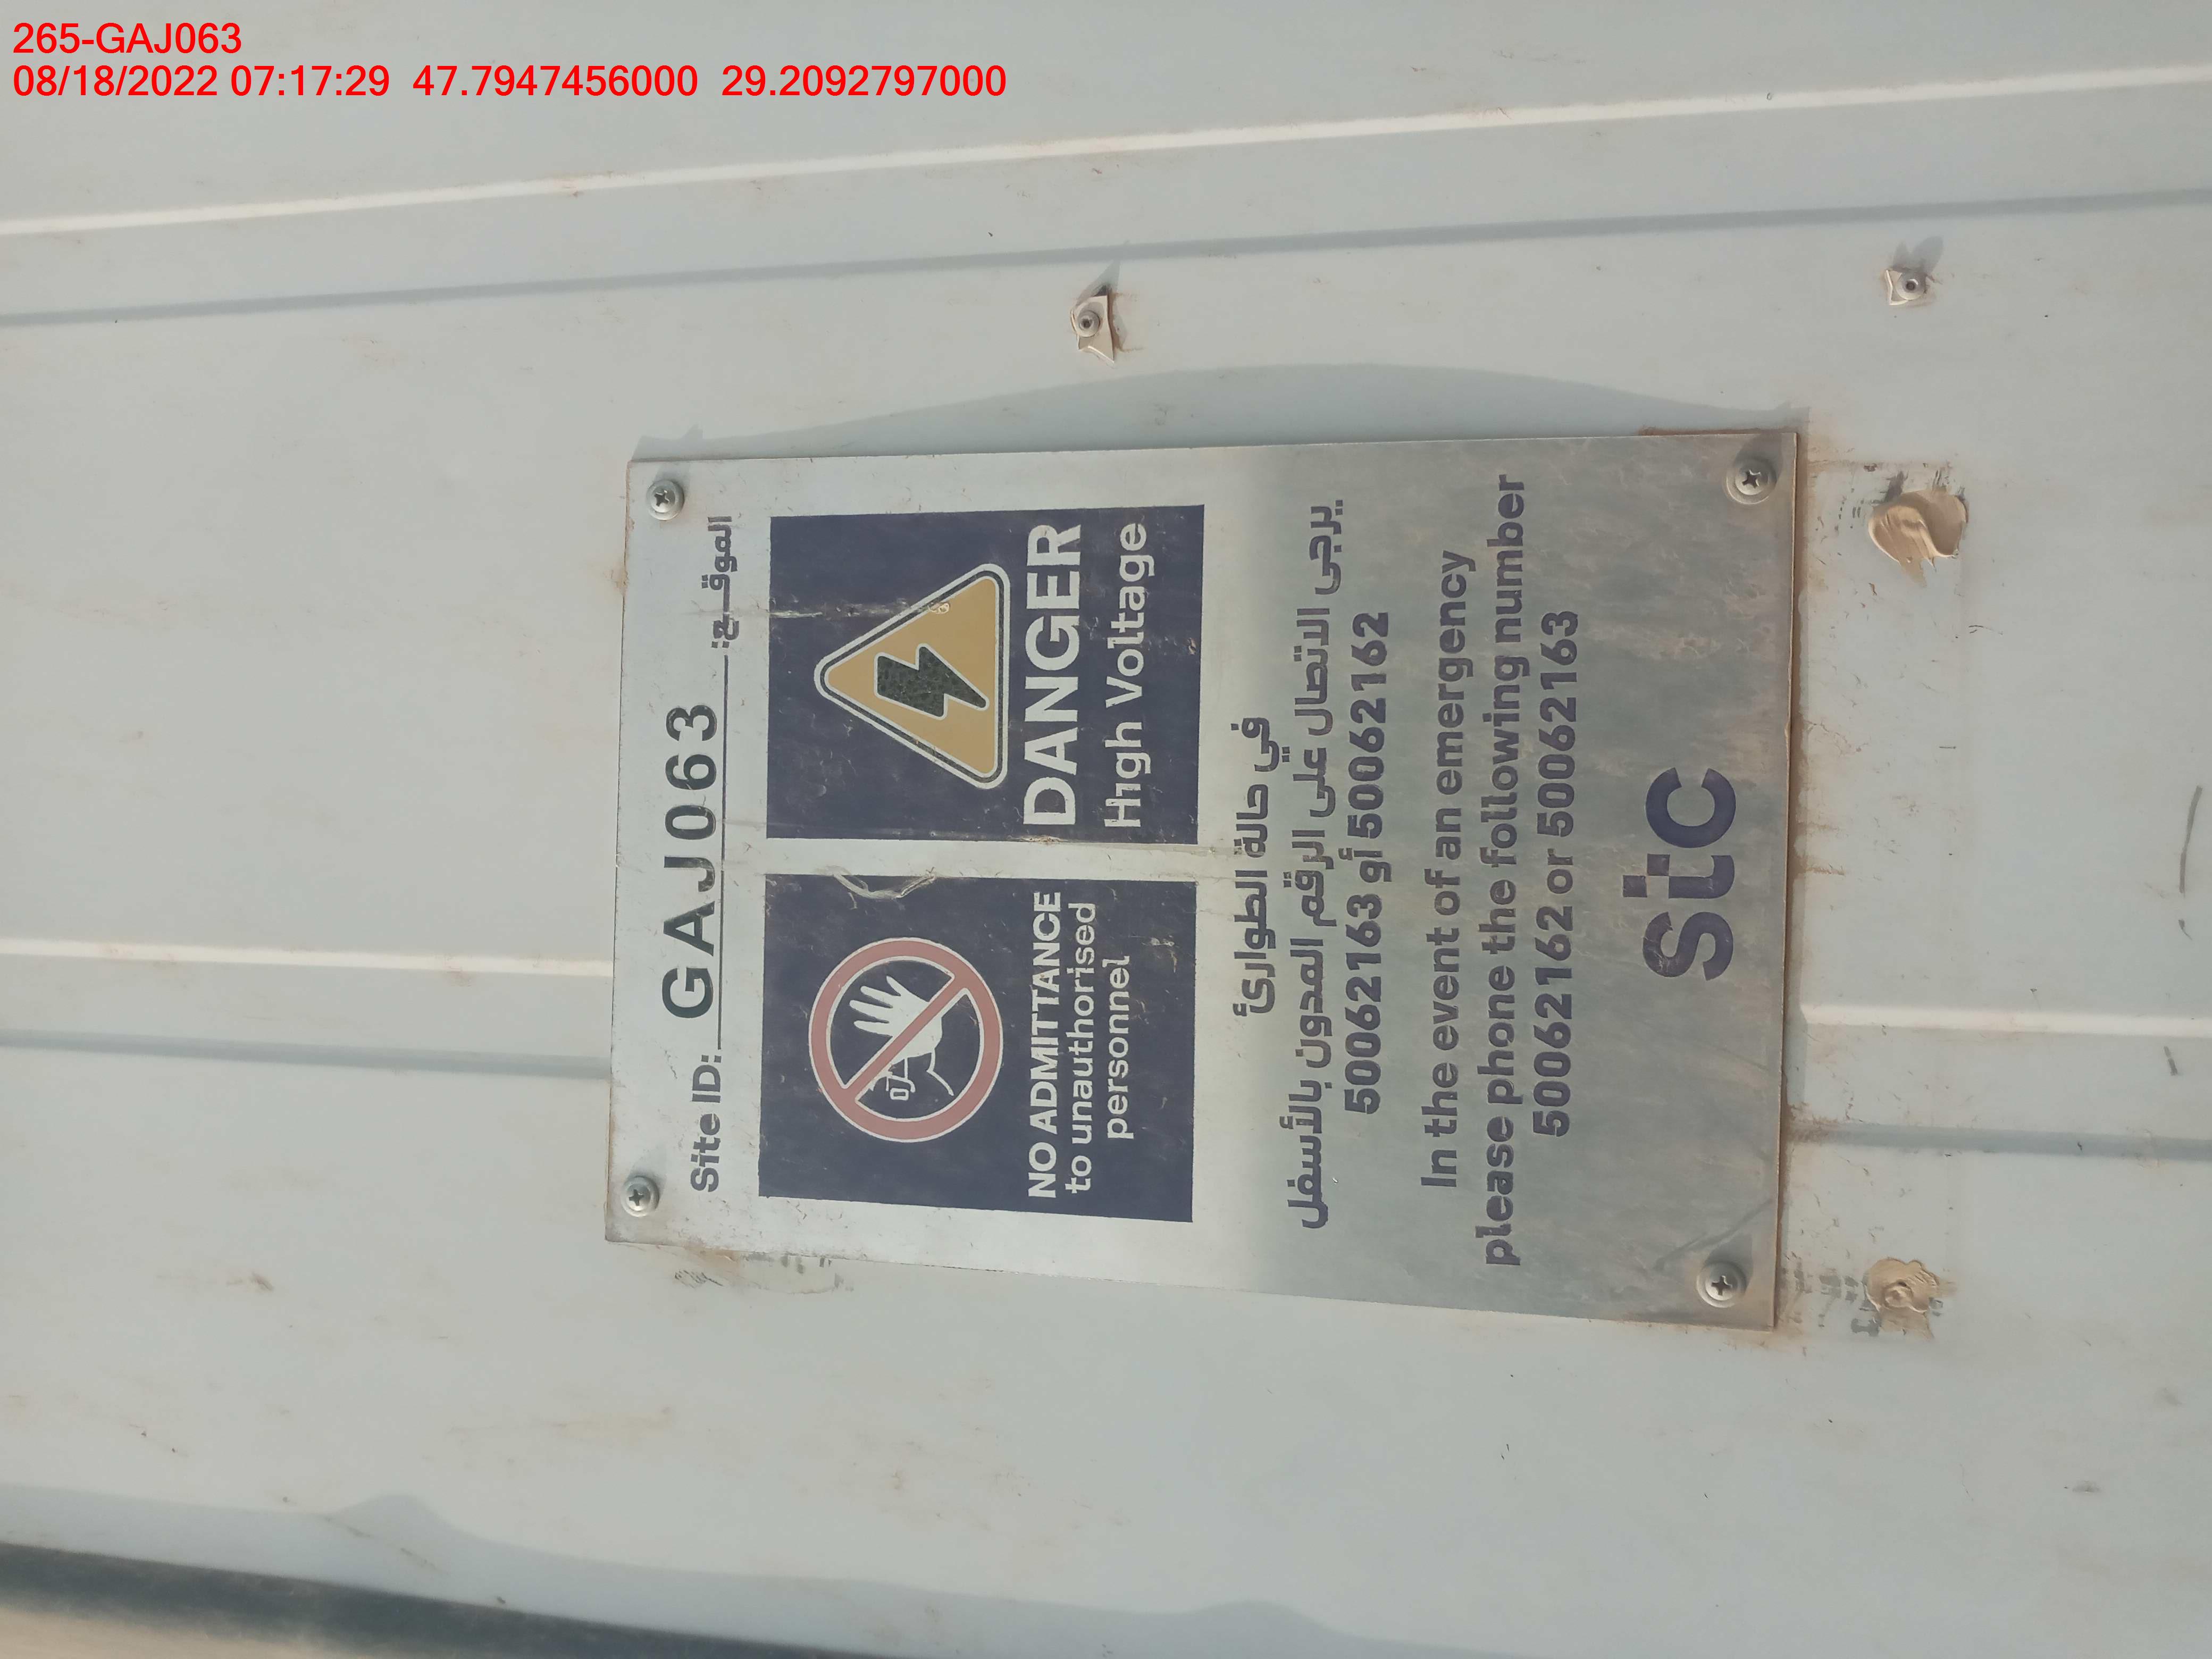 265-GAJ063
08/18/2022 07:17:29 47.7947456000 29.2092797000
Site ID: GAJ063 الموقع:
NO ADMITTANCE
to unauthorised
personnel
DANGER
High Voltage
في حالة الطوارئ
يرجى الاتصال على الرقم المدون بالأسفل
50062162 أو 50062163
In the event of an emergency
please phone the following number
50062162 or 50062163
stc